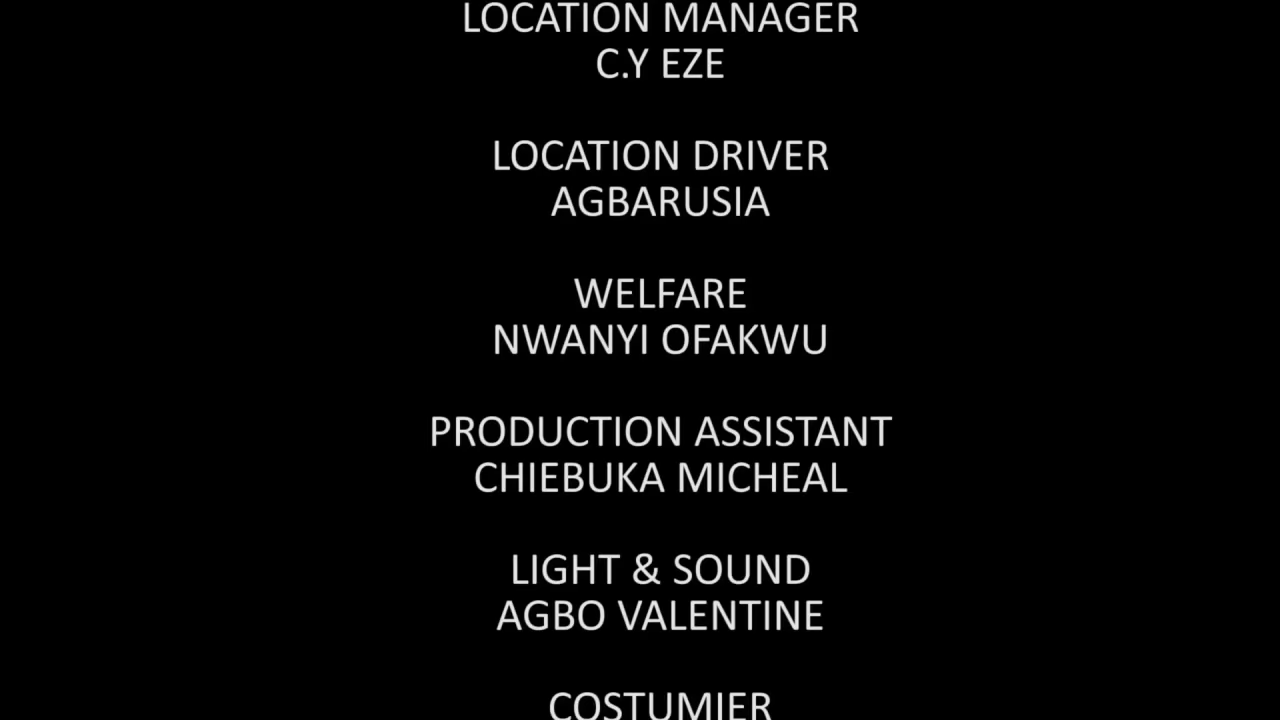 LOCATION MANAGER
C.Y EZE
LOCATION DRIVER
AGBARUSIA
WELFARE
NWANYI OFAKWU
PRODUCTION ASSISTANT
CHIEBUKA MICHEAL
LIGHT & SOUND
AGBO VALENTINE
COSTUMIER